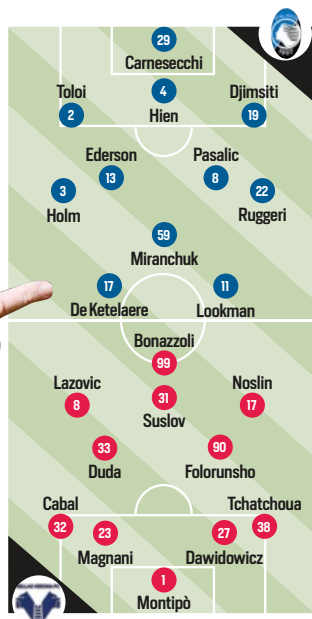 29
Carnesecchi
Toloi
4
Djimsiti
2
Hien
19
Ederson
Pasalic
13
8
3
22
Holm
Ruggeri
59
Miranchuk
17
11
De Ketelaere
Lookman
Bonazzoli
99
Lazovic
Noslin
8
31
17
Suslov
33
90
Duda
Folorunsho
Cabal
Tchatchoua
32
23
27
38
Magnani
Dawidowicz
1
Montipò